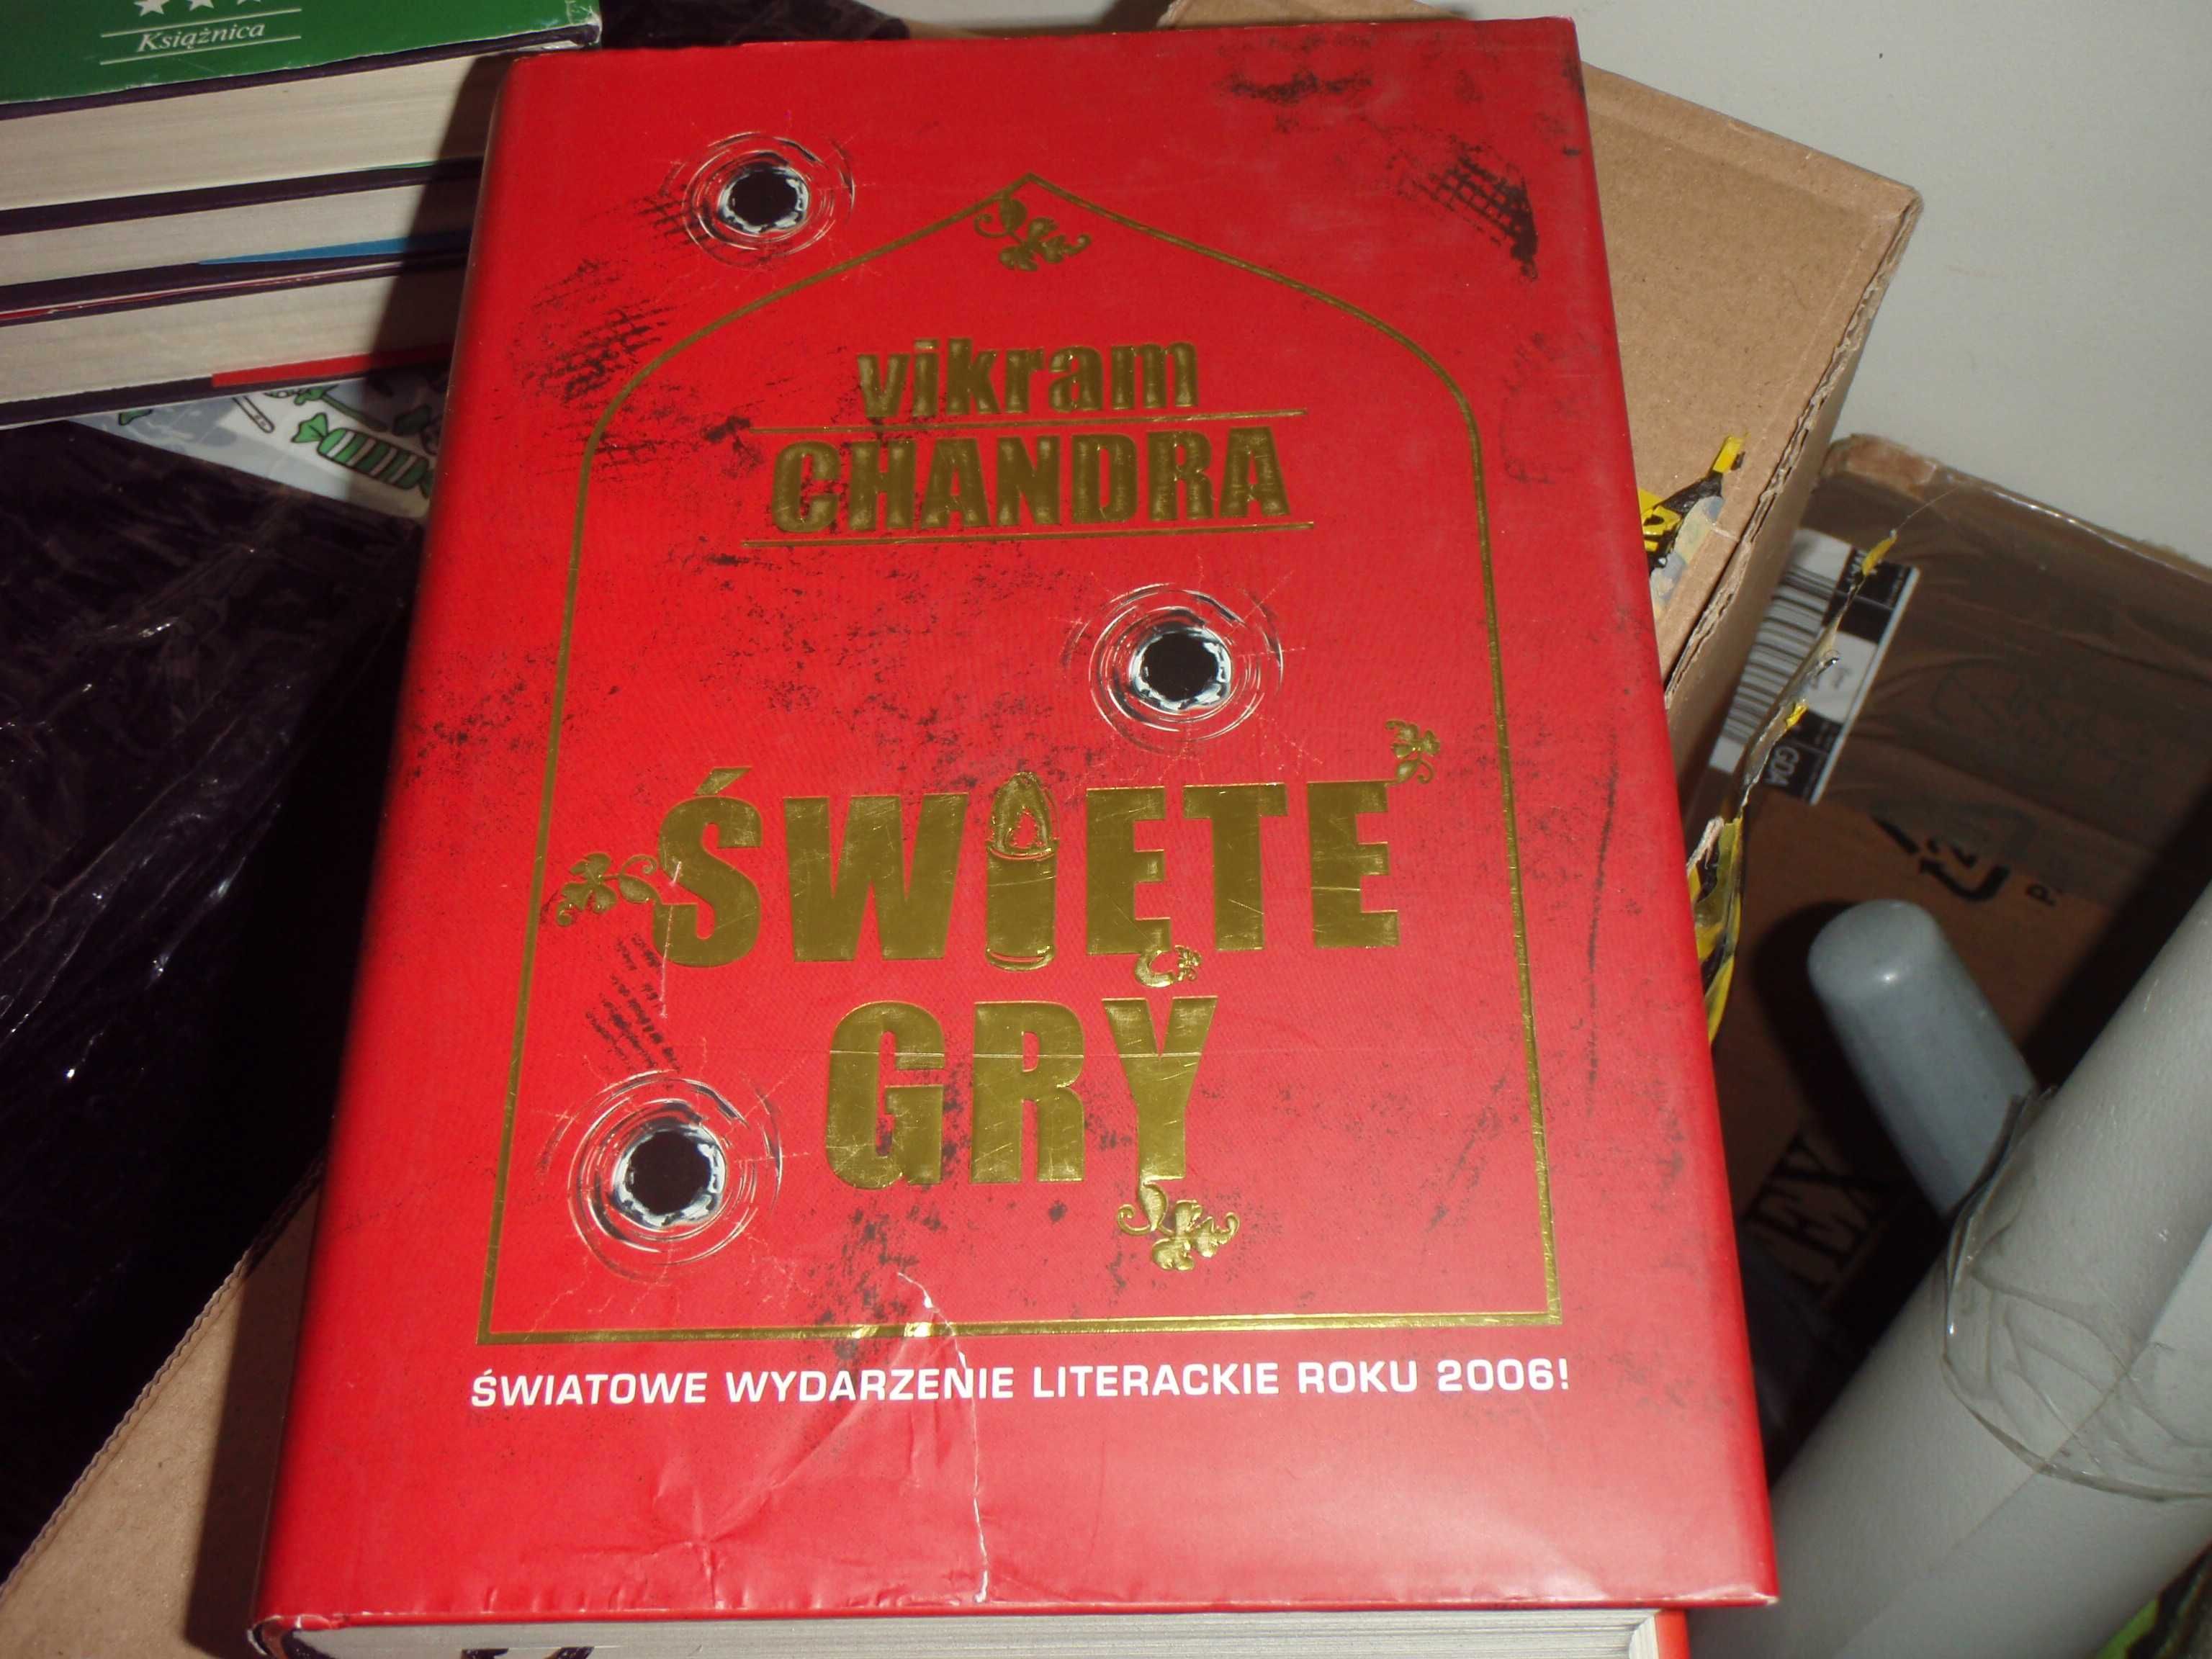 Książnica
vikram
CHANDRA
ŚWIĘTE
GRY
ŚWIATOWE WYDARZENIE LITERACKIE ROKU 2006!